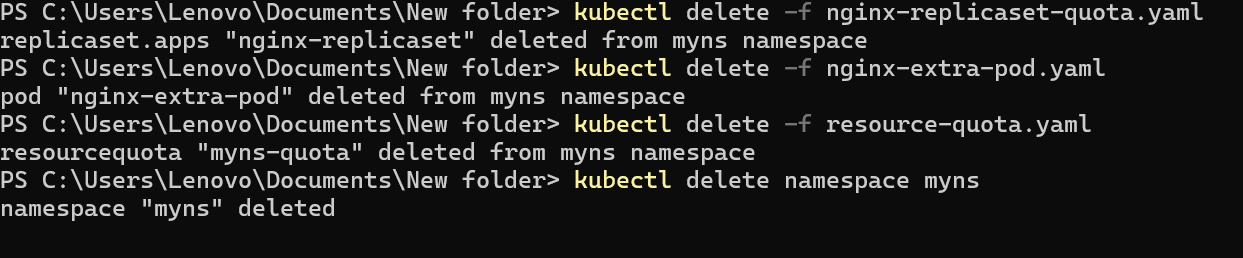 PS C:\Users\Lenovo\Documents\New folder> kubectl delete -f nginx-replicaset-quota.yaml
replicaset.apps "nginx-replicaset" deleted from myns namespace
PS C:\Users\Lenovo\Documents\New folder> kubectl delete -f nginx-extra-pod.yaml
pod "nginx-extra-pod" deleted from myns namespace
PS C:\Users\Lenovo\Documents\New folder> kubectl delete -f resource-quota.yaml
resourcequota "myns-quota" deleted from myns namespace
PS C:\Users\Lenovo\Documents\New folder> kubectl delete namespace myns
namespace "myns" deleted